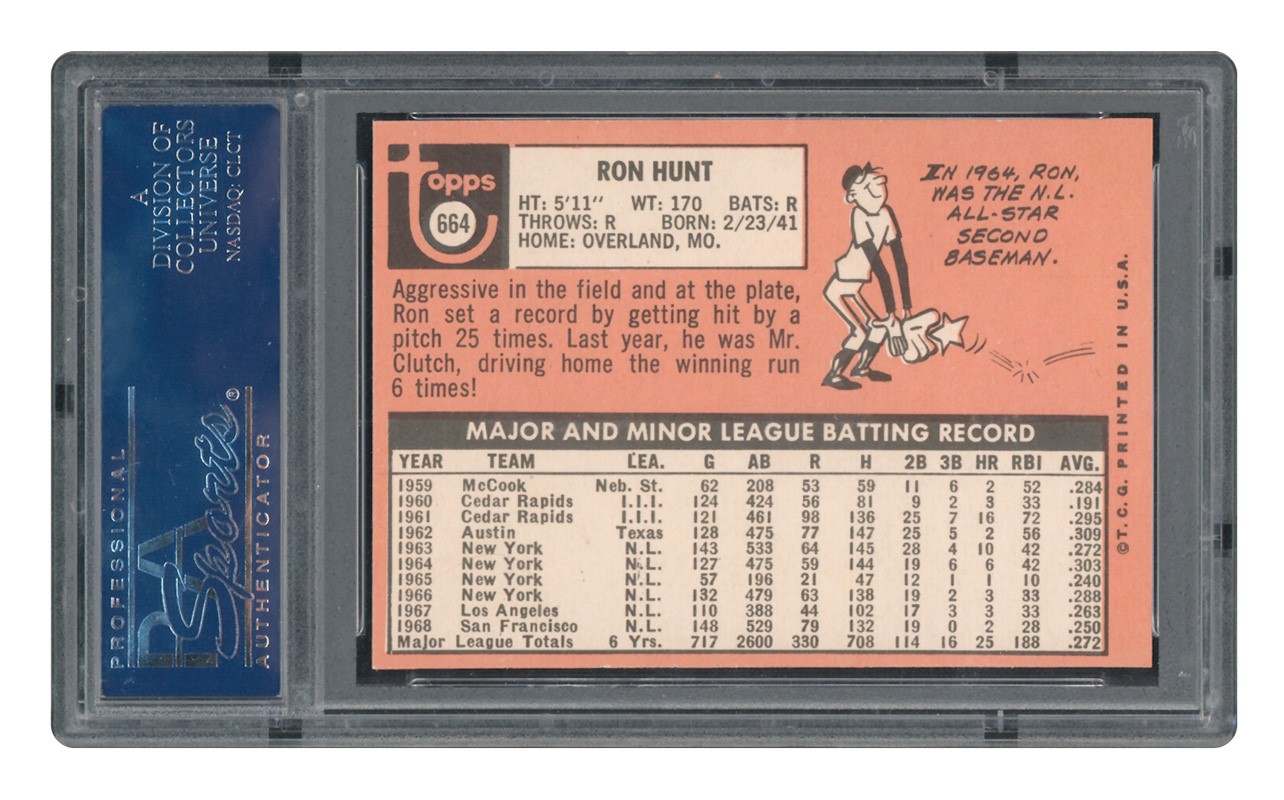 A
DIVISION OF
COLLECTORS
UNIVERSE
NASDAQ: CLCT
PROFESSIONAL
PSA
Sports®
AUTHENTICATOR
topps
664
RON HUNT
HT: 5'11" WT: 170 BATS: R
THROWS: R BORN: 2/23/41
HOME: OVERLAND, MO.
Aggressive in the field and at the plate,
Ron set a record by getting hit by a
pitch 25 times. Last year, he was Mr.
Clutch, driving home the winning run
6 times!
IN 1964, RON,
WAS THE N.L.
ALL-STAR
SECOND
BASEMAN.
MAJOR AND MINOR LEAGUE BATTING RECORD
YEAR TEAM LEA. G AB R H 2B 3B HR RBI AVG.
1959 McCook Neb. St. 62 208 53 59 11 6 2 52 .284
1960 Cedar Rapids I.I.I. 124 424 56 81 9 2 3 33 .191
1961 Cedar Rapids I.I.I. 121 461 98 136 25 7 16 72 .295
1962 Austin Texas 128 475 77 147 25 5 2 56 .309
1963 New York N.L. 143 533 64 145 28 4 10 42 .272
1964 New York N.L. 127 475 59 144 19 6 6 42 .303
1965 New York N.L. 57 196 21 47 12 1 1 10 .240
1966 New York N.L. 132 479 63 138 19 2 3 33 .288
1967 Los Angeles N.L. 110 388 44 102 17 3 3 33 .263
1968 San Francisco N.L. 148 529 79 132 19 0 2 28 .250
Major League Totals 6 Yrs. 717 2600 330 708 114 16 25 188 .272
©T.C.G. PRINTED IN U.S.A.